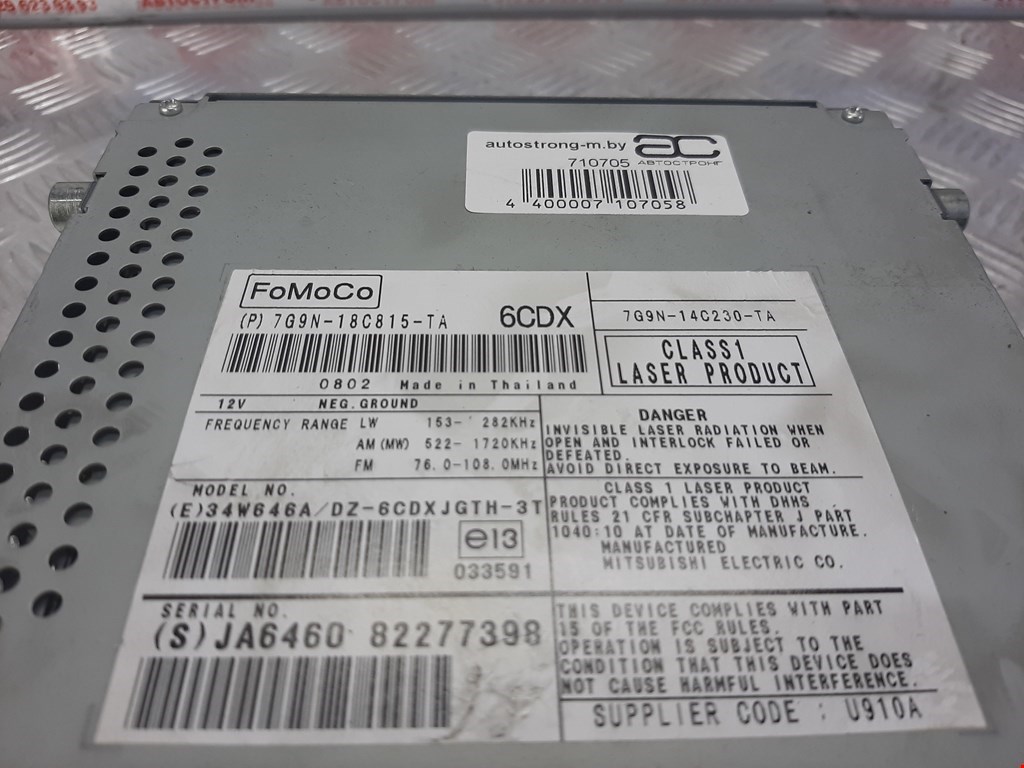 autostrong-m.by ac
710705 АВТОСТРОНГ
4 400007 107058
FoMoCo
(P) 7G9N-18C815-TA 6CDX
7G9N-14C230-TA
CLASS1
LASER PRODUCT
0802 Made in Thailand
12V NEG.GROUND
FREQUENCY RANGE LW 153- 282KHz
AM(MW) 522- 1720KHz
FM 76.0-108.0MHz
DANGER
INVISIBLE LASER RADIATION WHEN
OPEN AND INTERLOCK FAILED OR
DEFEATED.
AVOID DIRECT EXPOSURE TO BEAM.
MODEL NO.
(E)34W646A/DZ-6CDXJGTH-3T
e13
033591
CLASS 1 LASER PRODUCT
PRODUCT COMPLIES WITH DHHS
RULES 21 CFR SUBCHAPTER J PART
1040:10 AT DATE OF MANUFACTURE.
MANUFACTURED
MITSUBISHI ELECTRIC CO.
SERIAL NO.
(S)JA6460 82277398
THIS DEVICE COMPLIES WITH PART
15 OF THE FCC RULES.
OPERATION IS SUBJECT TO THE
CONDITION THAT THIS DEVICE DOES
NOT CAUSE HARMFUL INTERFERENCE.
SUPPLIER CODE : U910A